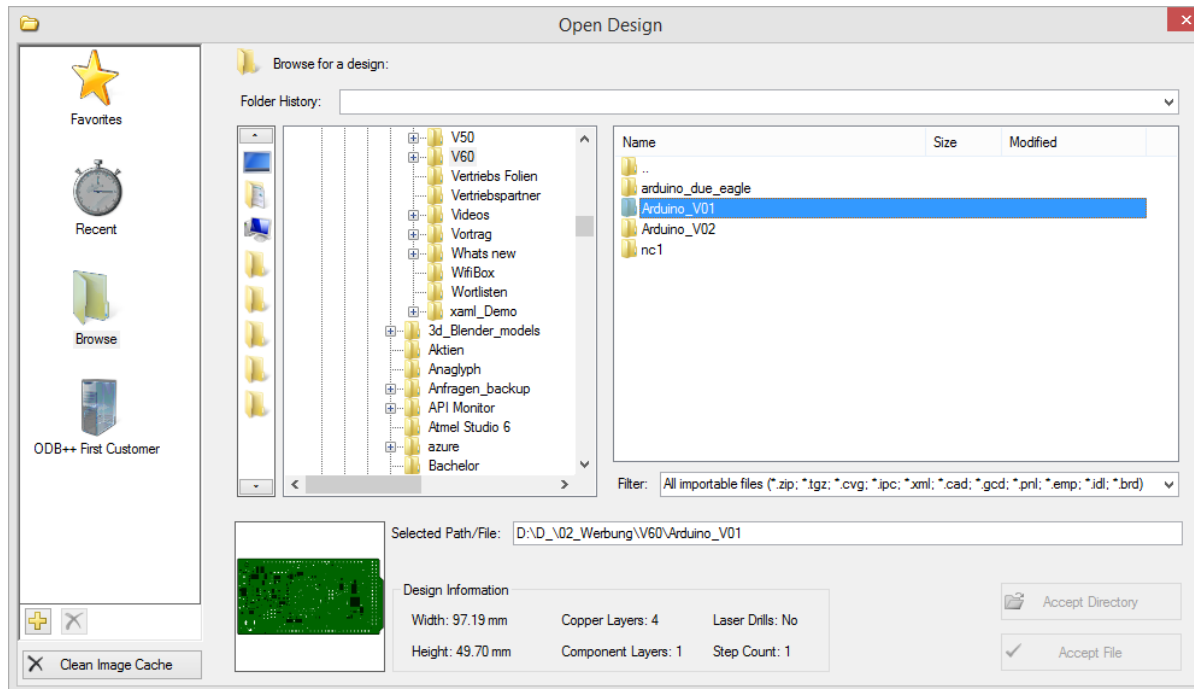 Open Design
Favorites
Recent
Browse
ODB++ First Customer
Clean Image Cache
Browse for a design:
Folder History:
V50
V60
Vertriebs Folien
Vertriebspartner
Videos
Vortrag
Whats new
WifiBox
Wortlisten
xaml_Demo
3d_Blender_models
Aktien
Anaglyph
Anfragen_backup
API Monitor
Atmel Studio 6
azure
Bachelor
Name Size Modified
..
arduino_due_eagle
Arduino_V01
Arduino_V02
nc1
Filter: All importable files (*.zip; *.tgz; *.cvg; *.ipc; *.xml; *.cad; *.gcd; *.pnl; *.emp; *.idl; *.brd)
Selected Path/File: D:\D_\02_Werbung\V60\Arduino_V01
Design Information
Width: 97.19 mm Copper Layers: 4 Laser Drills: No
Height: 49.70 mm Component Layers: 1 Step Count: 1
Accept Directory
Accept File